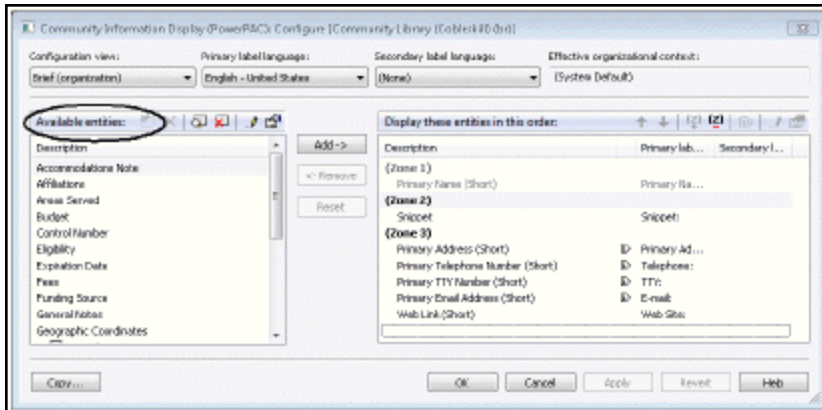 Community Information Display (PowerPAC): Configure [Community Library (Cobleskill) (br)]
Configuration view: Primary label language: Secondary label language: Effective organizational context:
Brief (organization) English - United States (None) (System Default)
Available entities: Display these entities in this order:
Description
Accommodations Note
Affiliations
Areas Served
Budget
Control Number
Eligibility
Expiration Date
Fees
Funding Source
General Notes
Geographic Coordinates
Add ->
<- Remove
Reset
Description Primary lab... Secondary l...
(Zone 1)
Primary Name (Short) Primary Na...
(Zone 2)
Snippet Snippet:
(Zone 3)
Primary Address (Short) Primary Ad...
Primary Telephone Number (Short) Telephone:
Primary TTY Number (Short) TTY:
Primary Email Address (Short) E-mail:
Web Link (Short) Web Site:
Copy... OK Cancel Apply Revert Help